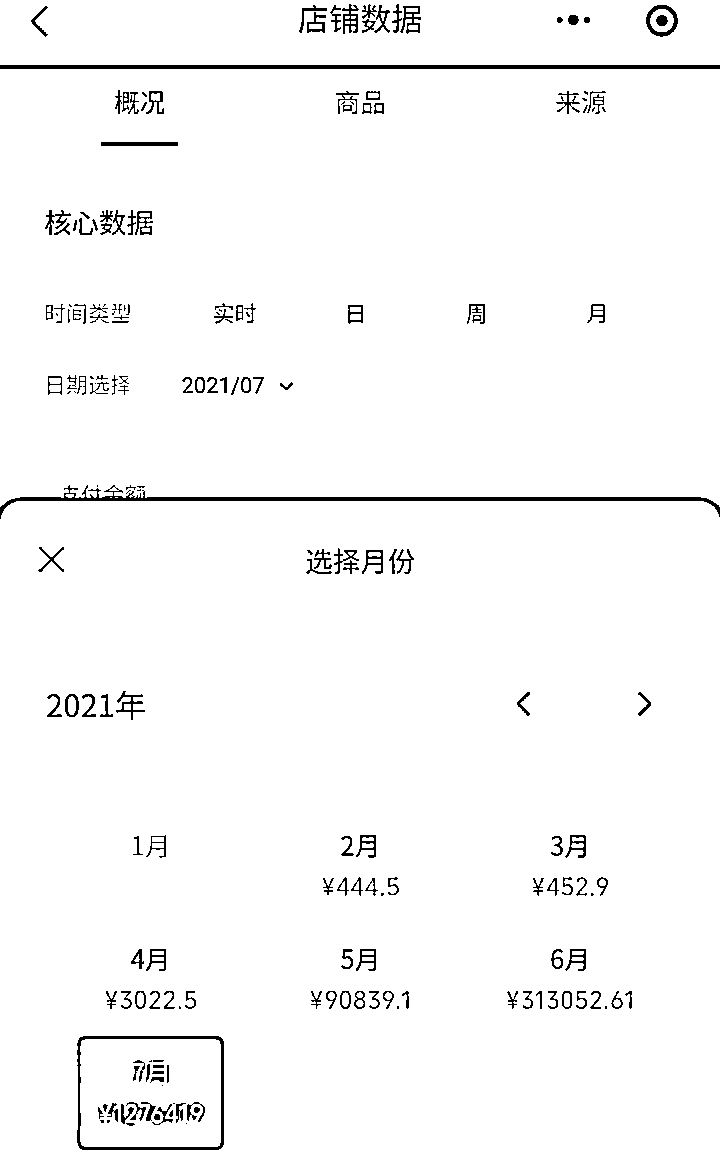 店铺数据
概况 商品 来源
核心数据
时间类型 实时 日 周 月
日期选择 2021/07
支付金额
选择月份
2021年
1月 2月 3月
¥444.5 ¥452.9
4月 5月 6月
¥3022.5 ¥90839.1 ¥313052.61
7月
¥1276419